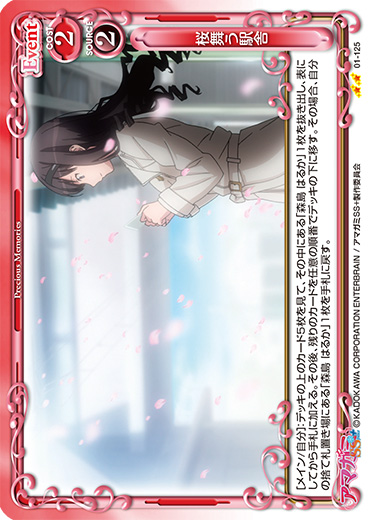 Event
COST 2
SOURCE 2
桜舞う駅舎
Precious Memories
[メイン/自分]：デッキの上のカード5枚を見て、その中にある「森島 はるか」1枚を抜き出し、表に
してから手札に加える。その後、残りのカードを任意の順番でデッキの下に移す。その場合、自分
の捨て札置き場にある「森島 はるか」1枚を手札に戻す。
アマガミSS+
©KADOKAWA CORPORATION ENTERBRAIN / アマガミSS+製作委員会
01-125